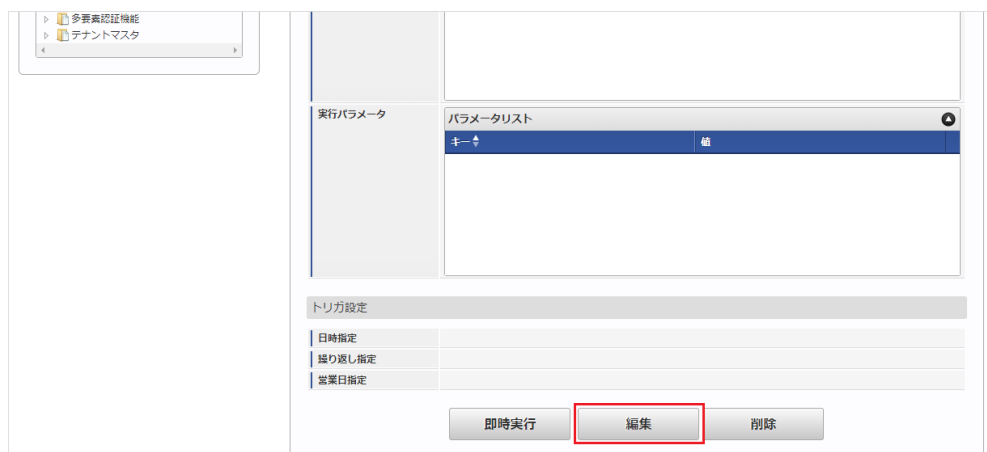 多要素認証機能
テナントマスタ
実行パラメータ
パラメータリスト
キー
値
トリガ設定
日時指定
繰り返し指定
営業日指定
即時実行
編集
削除